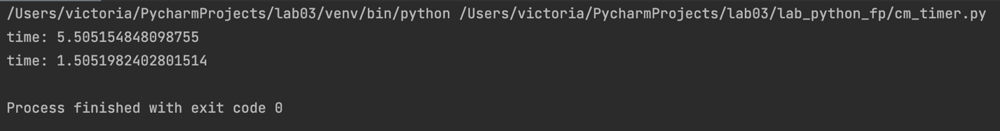 /Users/victoria/PycharmProjects/lab03/venv/bin/python /Users/victoria/PycharmProjects/lab03/lab_python_fp/cm_timer.py
time: 5.505154848098755
time: 1.5051982402801514
Process finished with exit code 0